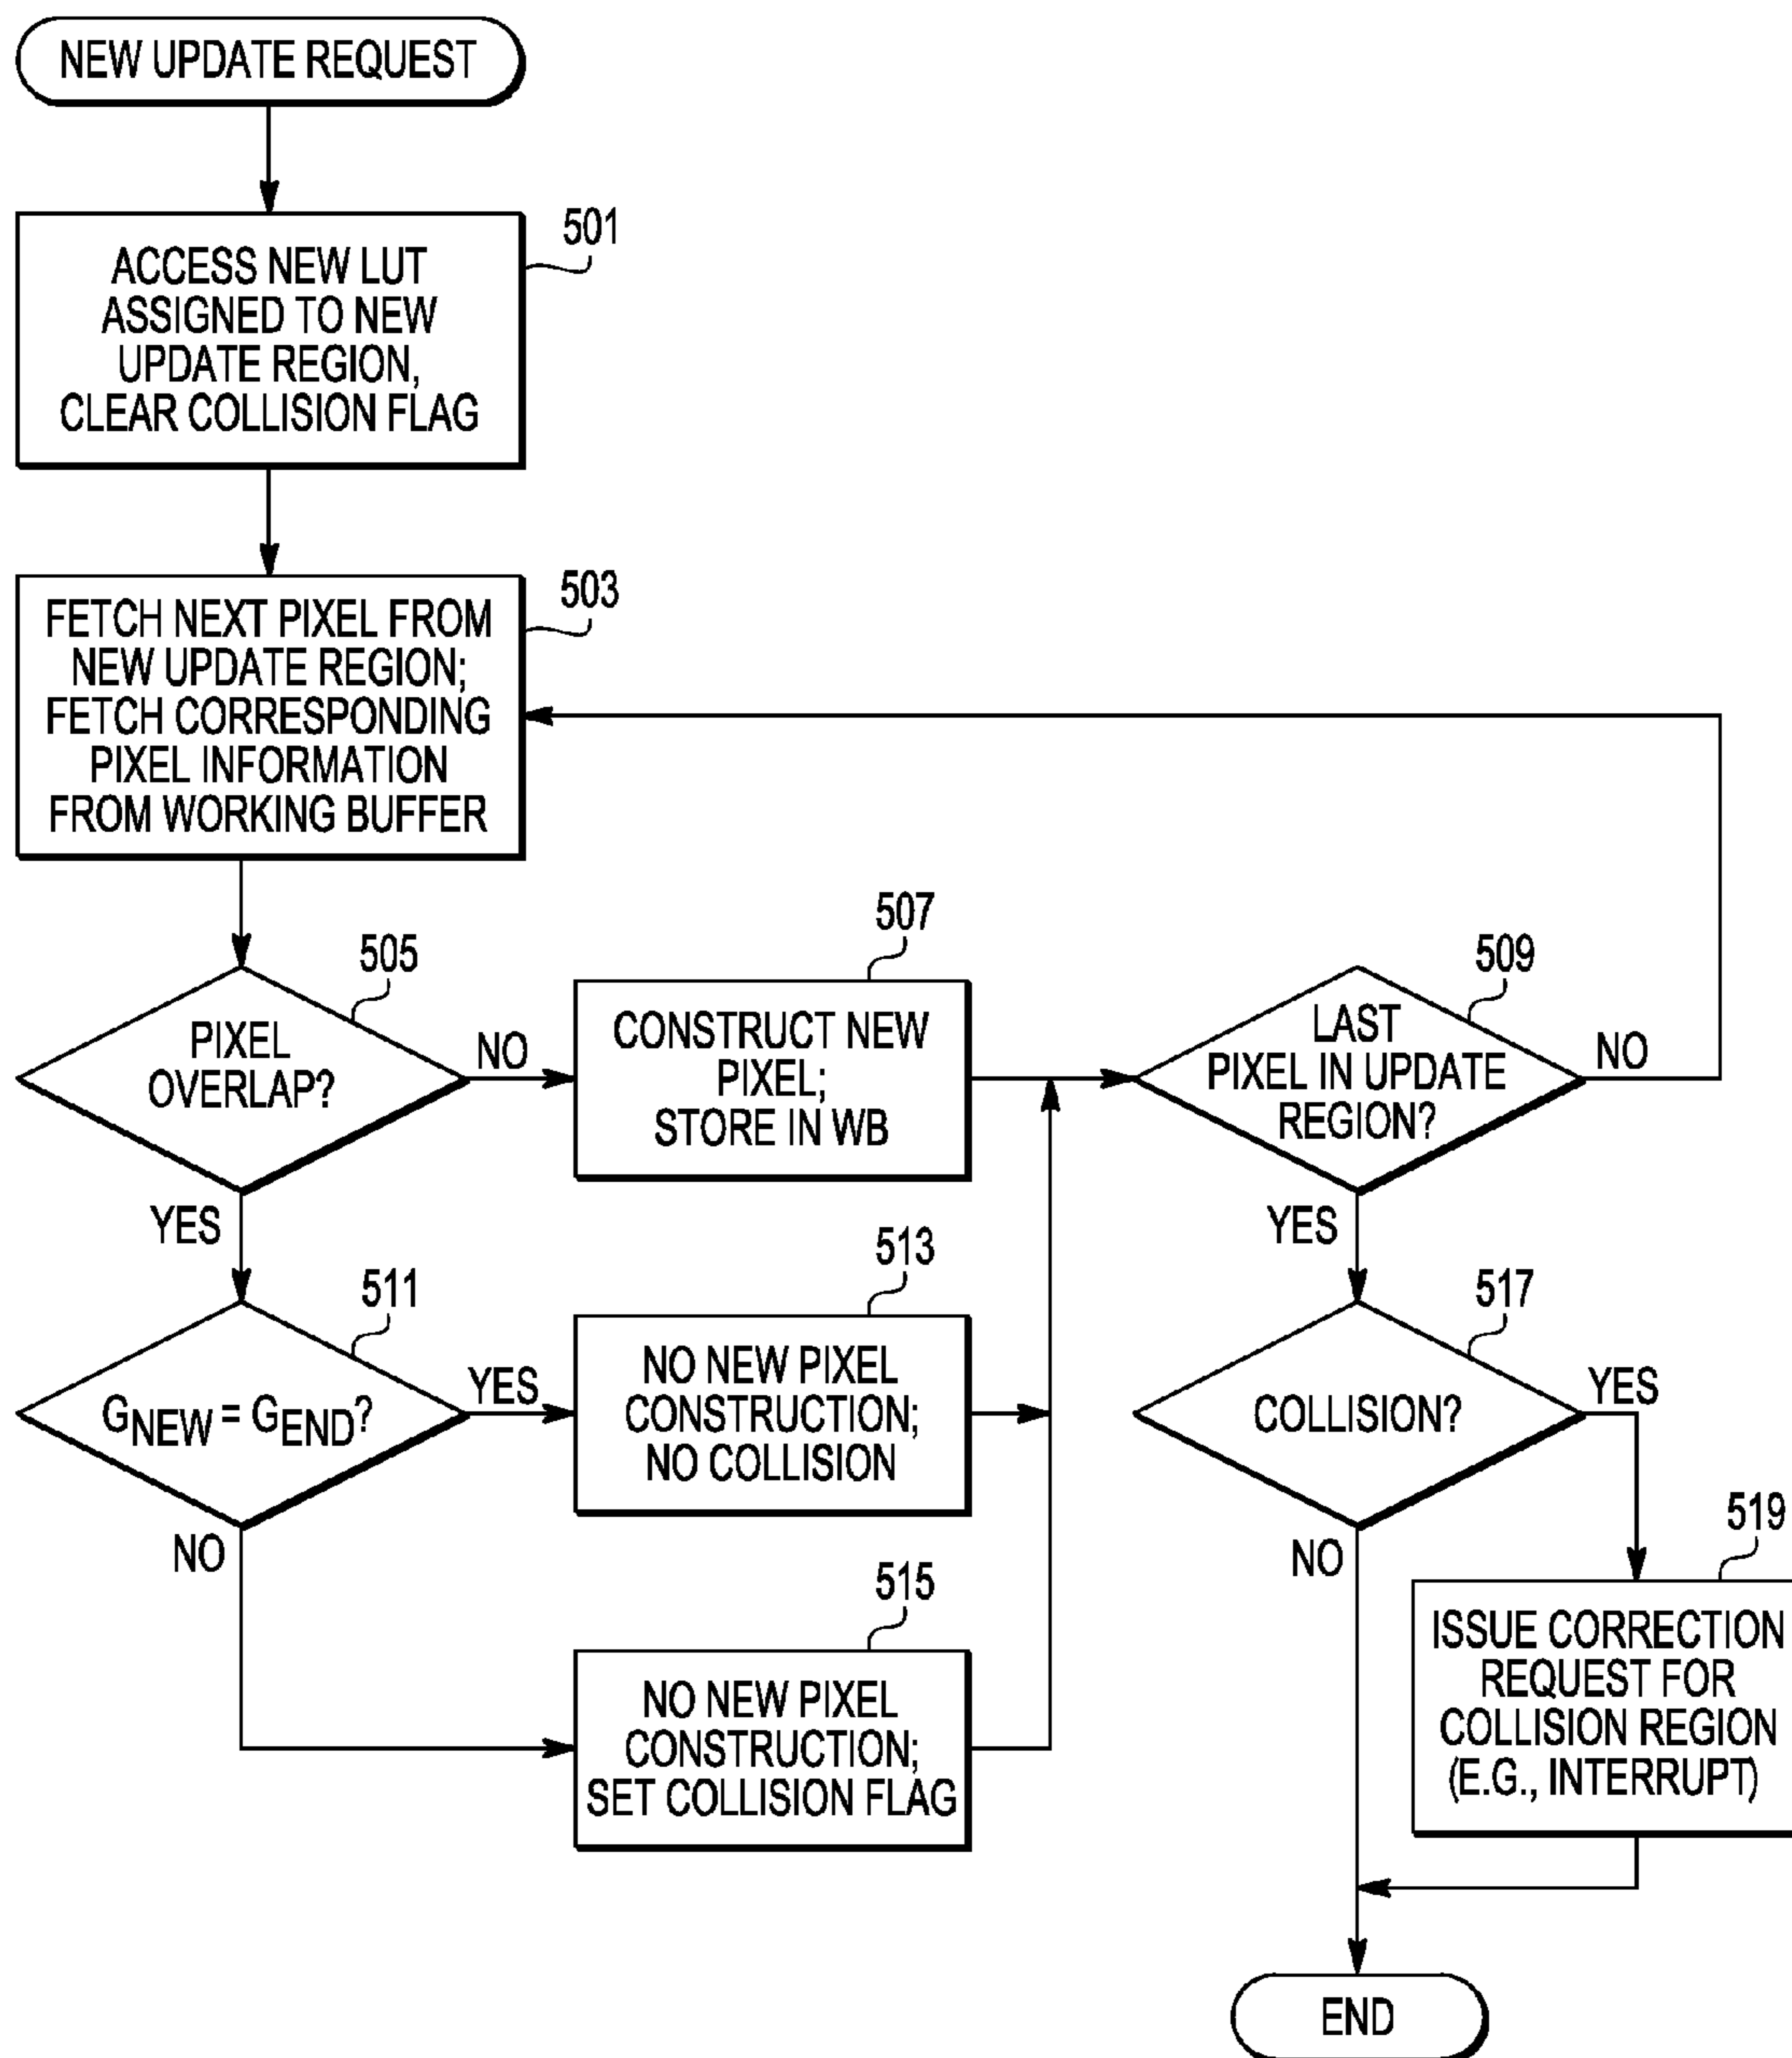 NEW UPDATE REQUEST
501
ACCESS NEW LUT
ASSIGNED TO NEW
UPDATE REGION,
CLEAR COLLISION FLAG
503
FETCH NEXT PIXEL FROM
NEW UPDATE REGION;
FETCH CORRESPONDING
PIXEL INFORMATION
FROM WORKING BUFFER
505
PIXEL
OVERLAP?
NO
YES
507
CONSTRUCT NEW
PIXEL;
STORE IN WB
509
LAST
PIXEL IN UPDATE
REGION?
NO
YES
511
GNEW = GEND?
YES
NO
513
NO NEW PIXEL
CONSTRUCTION;
NO COLLISION
515
NO NEW PIXEL
CONSTRUCTION;
SET COLLISION FLAG
517
COLLISION?
YES
NO
519
ISSUE CORRECTION
REQUEST FOR
COLLISION REGION
(E.G., INTERRUPT)
END